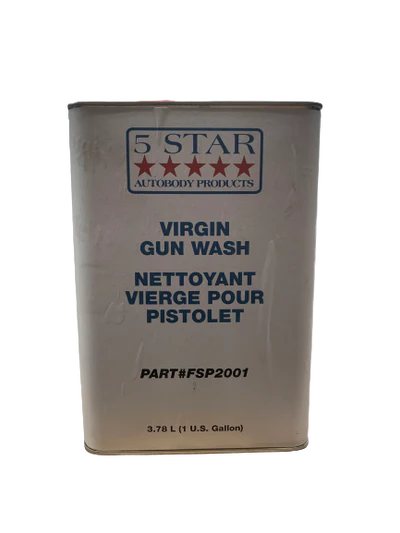 5 STAR
AUTOBODY PRODUCTS
VIRGIN
GUN WASH
NETTOYANT
VIERGE POUR
PISTOLET
PART#FSP2001
3.78 L (1 U.S. Gallon)